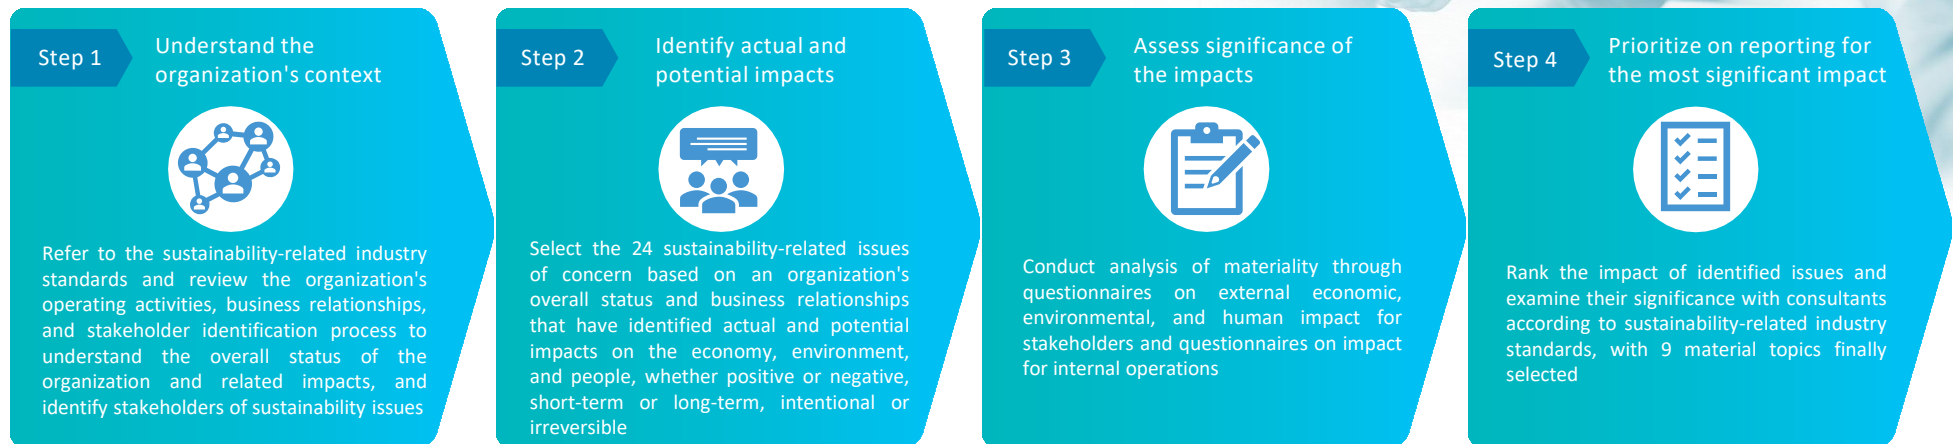 Step 1
Understand the
organization's context
Refer to the sustainability-related industry
standards and review the organization's
operating activities, business relationships,
and stakeholder identification process to
understand the overall status of the
organization and related impacts, and
identify stakeholders of sustainability issues
Step 2
Identify actual and
potential impacts
Select the 24 sustainability-related issues
of concern based on an organization's
overall status and business relationships
that have identified actual and potential
impacts on the economy, environment,
and people, whether positive or negative,
short-term or long-term, intentional or
irreversible
Step 3
Assess significance of
the impacts
Conduct analysis of materiality through
questionnaires on external economic,
environmental, and human impact for
stakeholders and questionnaires on impact
for internal operations
Step 4
Prioritize on reporting for
the most significant impact
Rank the impact of identified issues and
examine their significance with consultants
according to sustainability-related industry
standards, with 9 material topics finally
selected